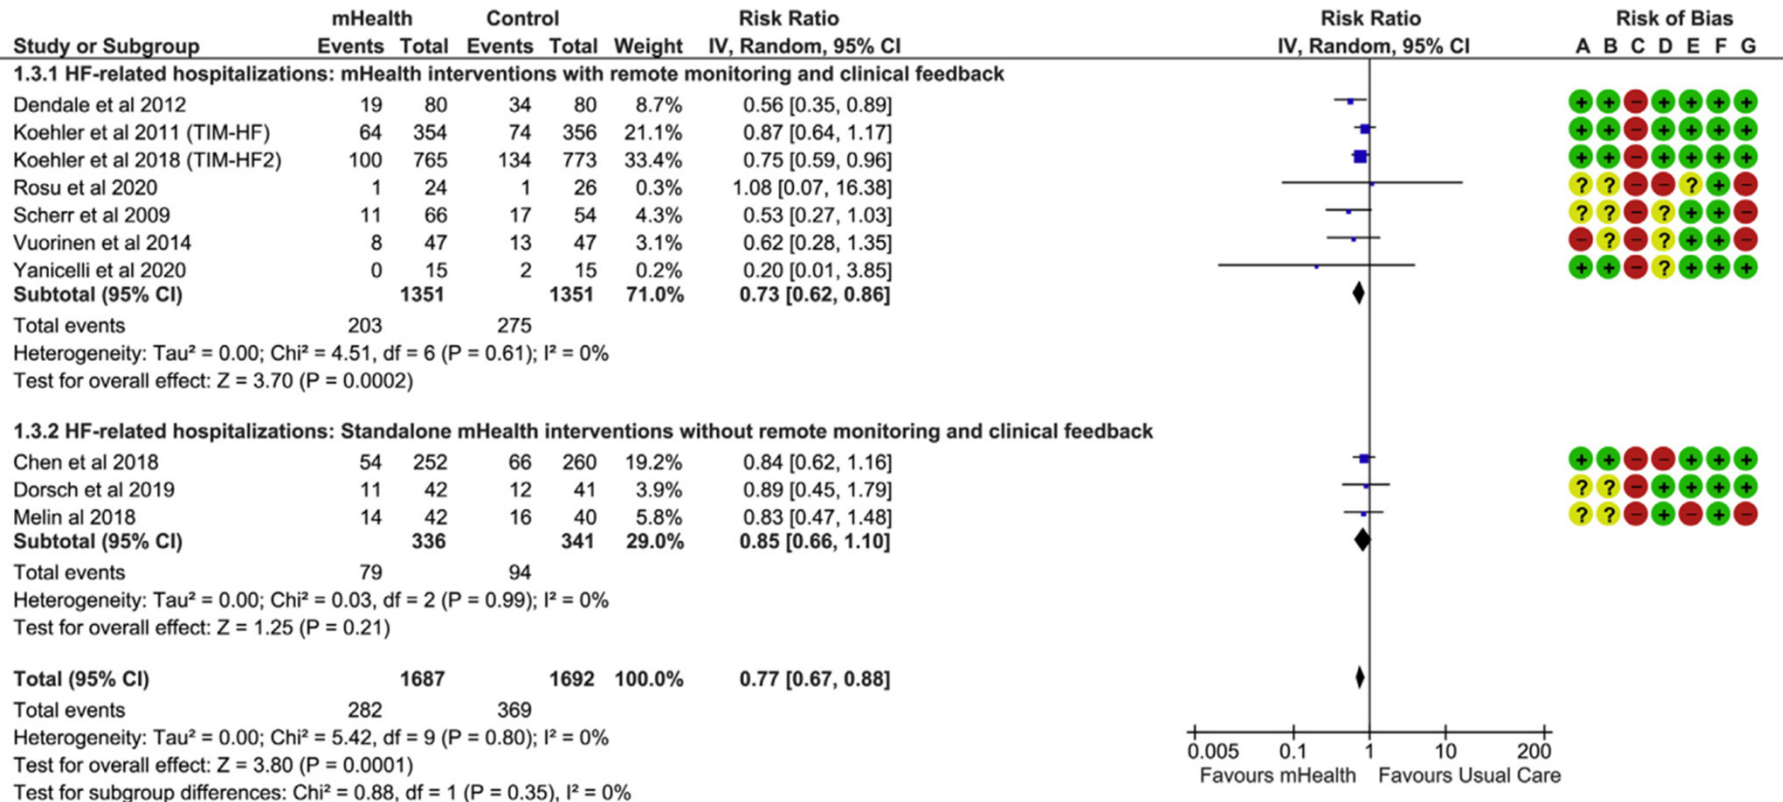 mHealth Control Risk Ratio Risk Ratio Risk of Bias
Study or Subgroup Events Total Events Total Weight IV, Random, 95% CI IV, Random, 95% CI A B C D E F G
1.3.1 HF-related hospitalizations: mHealth interventions with remote monitoring and clinical feedback
Dendale et al 2012 19 80 34 80 8.7% 0.56 [0.35, 0.89] + + − + + + +
Koehler et al 2011 (TIM-HF) 64 354 74 356 21.1% 0.87 [0.64, 1.17] + + − + + + +
Koehler et al 2018 (TIM-HF2) 100 765 134 773 33.4% 0.75 [0.59, 0.96] + + − + + + +
Rosu et al 2020 1 24 1 26 0.3% 1.08 [0.07, 16.38] ? ? − − ? + −
Scherr et al 2009 11 66 17 54 4.3% 0.53 [0.27, 1.03] ? ? − ? + + −
Vuorinen et al 2014 8 47 13 47 3.1% 0.62 [0.28, 1.35] − ? − ? + + −
Yanicelli et al 2020 0 15 2 15 0.2% 0.20 [0.01, 3.85] + + − ? + + +
Subtotal (95% CI) 1351 1351 71.0% 0.73 [0.62, 0.86]
Total events 203 275
Heterogeneity: Tau² = 0.00; Chi² = 4.51, df = 6 (P = 0.61); I² = 0%
Test for overall effect: Z = 3.70 (P = 0.0002)
1.3.2 HF-related hospitalizations: Standalone mHealth interventions without remote monitoring and clinical feedback
Chen et al 2018 54 252 66 260 19.2% 0.84 [0.62, 1.16] + + − − + + +
Dorsch et al 2019 11 42 12 41 3.9% 0.89 [0.45, 1.79] ? ? − + + + +
Melin al 2018 14 42 16 40 5.8% 0.83 [0.47, 1.48] ? ? − + − + −
Subtotal (95% CI) 336 341 29.0% 0.85 [0.66, 1.10]
Total events 79 94
Heterogeneity: Tau² = 0.00; Chi² = 0.03, df = 2 (P = 0.99); I² = 0%
Test for overall effect: Z = 1.25 (P = 0.21)
Total (95% CI) 1687 1692 100.0% 0.77 [0.67, 0.88]
Total events 282 369
Heterogeneity: Tau² = 0.00; Chi² = 5.42, df = 9 (P = 0.80); I² = 0%
0.005 0.1 1 10 200
Test for overall effect: Z = 3.80 (P = 0.0001)
Favours mHealth Favours Usual Care
Test for subgroup differences: Chi² = 0.88, df = 1 (P = 0.35), I² = 0%